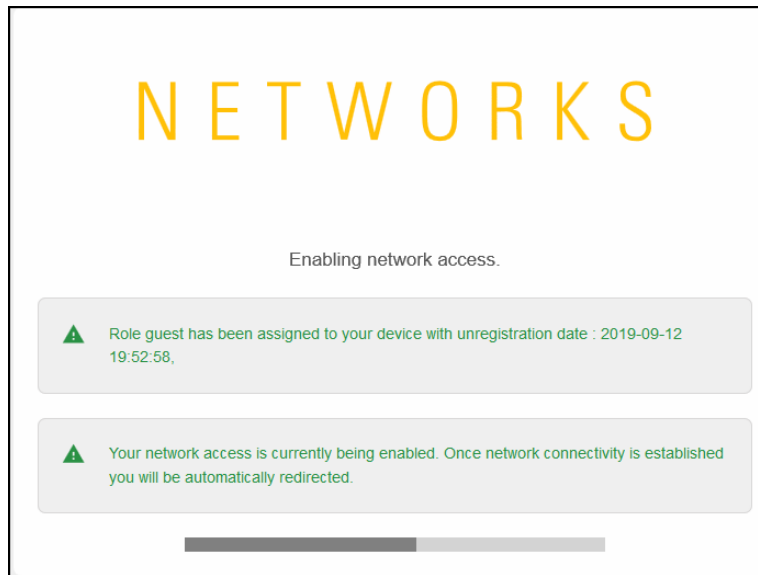 NETWORKS
Enabling network access.
Role guest has been assigned to your device with unregistration date : 2019-09-12
19:52:58,
Your network access is currently being enabled. Once network connectivity is established
you will be automatically redirected.